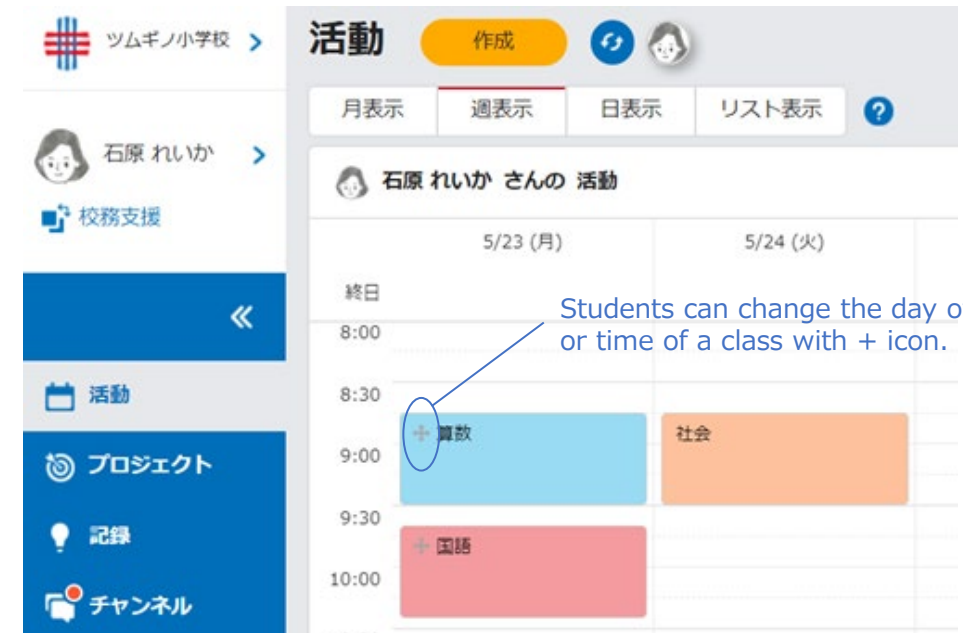 ツムギノ小学校
活動
作成
月表示
週表示
日表示
リスト表示
石原 れいか
石原 れいか さんの 活動
校務支援
5/23 (月)
5/24 (火)
終日
Students can change the day o
or time of a class with + icon.
8:00
8:30
活動
算数
社会
9:00
プロジェクト
9:30
記録
国語
10:00
チャンネル